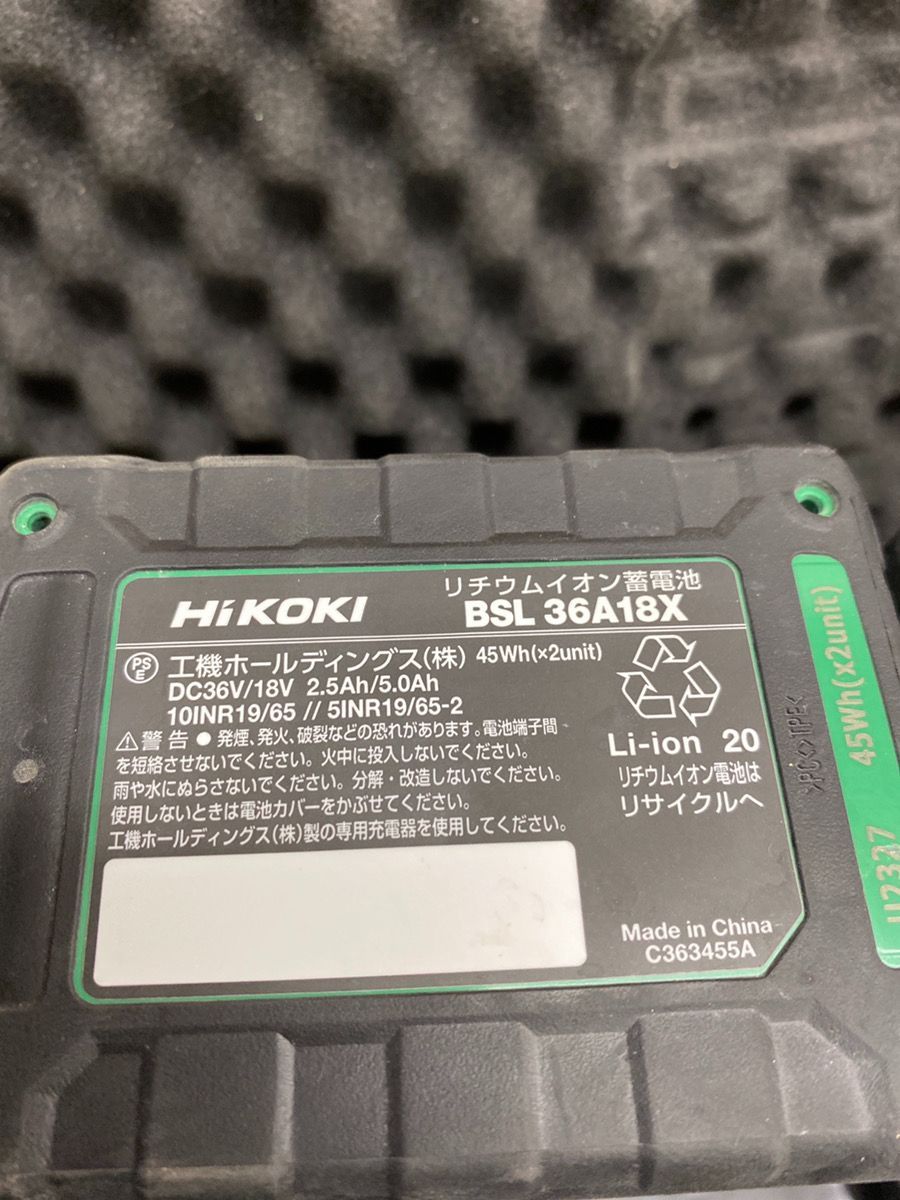 HiKOKI
リチウムイオン蓄電池
BSL 36A18X
PS
E
工機ホールディングス(株) 45Wh(×2unit)
DC36V/18V 2.5Ah/5.0Ah
10INR19/65 // 5INR19/65-2
⚠警告 ●発煙、発火、破裂などの恐れがあります。電池端子間
を短絡させないでください。火中に投入しないでください。
雨や水にぬらさないでください。分解・改造しないでください。
使用しないときは電池カバーをかぶせてください。
工機ホールディングス(株)製の専用充電器を使用してください。
Li-ion 20
リチウムイオン電池は
リサイクルへ
Made in China
C363455A
45Wh(x2unit)